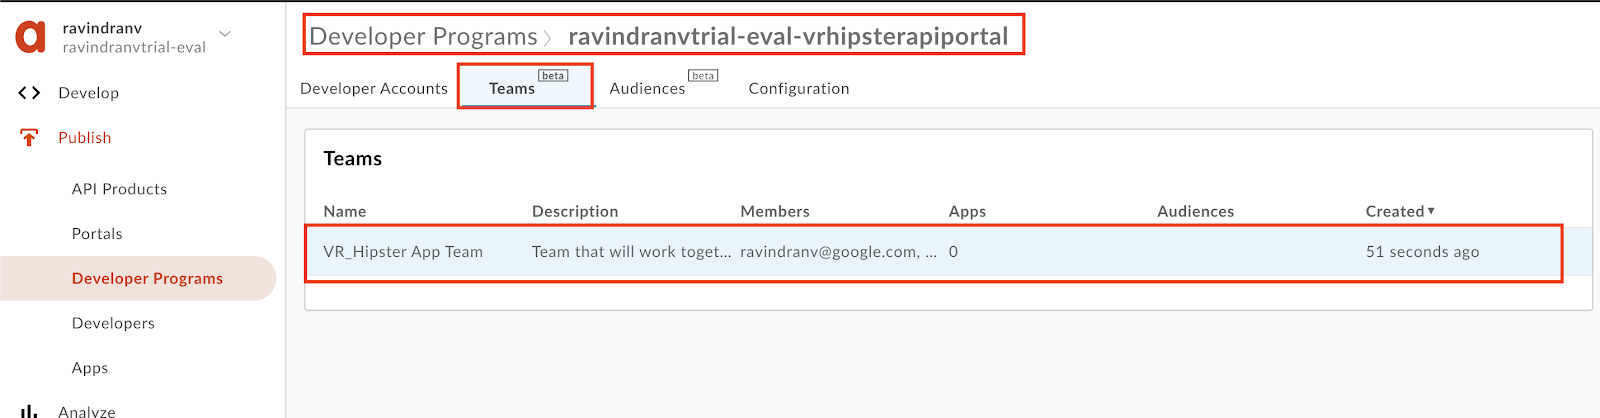 ravindranv
ravindranvtrial-eval
Develop
Publish
API Products
Portals
Developer Programs
Developers
Apps
Analyze
Developer Programs 〉 ravindranvtrial-eval-vrhipsterapiportal
Developer Accounts Teams beta Audiences beta Configuration
Teams
Name Description Members Apps Audiences Created ▾
VR_Hipster App Team Team that will work toget... ravindranv@google.com, ... 0 51 seconds ago